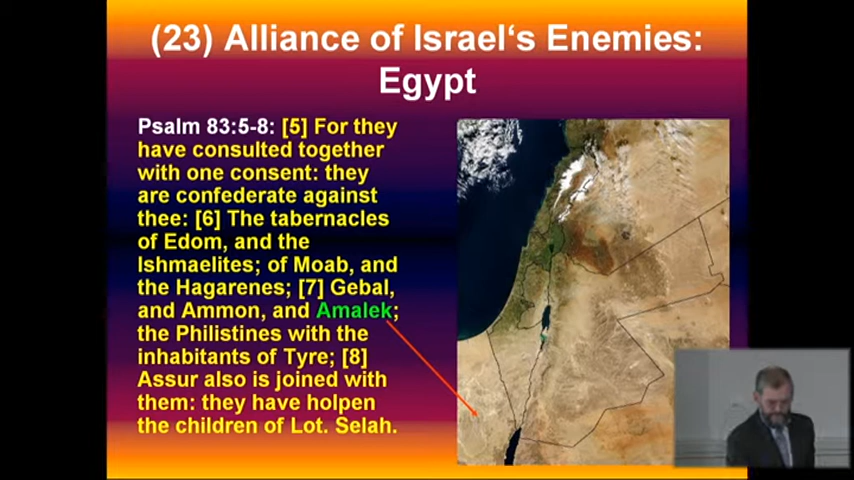 (23) Alliance of Israel‘s Enemies:
Egypt
Psalm 83:5-8: [5] For they
have consulted together
with one consent: they
are confederate against
thee: [6] The tabernacles
of Edom, and the
Ishmaelites; of Moab, and
the Hagarenes; [7] Gebal,
and Ammon, and Amalek;
the Philistines with the
inhabitants of Tyre; [8]
Assur also is joined with
them: they have holpen
the children of Lot. Selah.